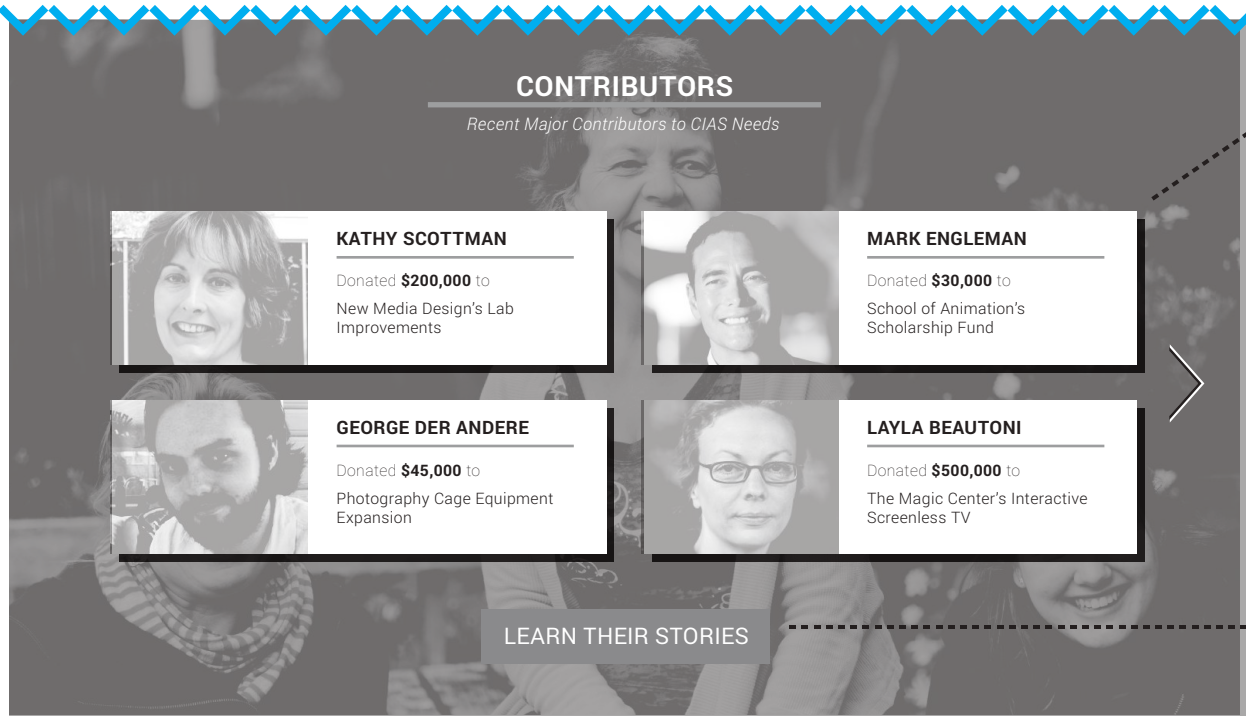 CONTRIBUTORS
Recent Major Contributors to CIAS Needs
KATHY SCOTTMAN
Donated $200,000 to
New Media Design's Lab
Improvements
MARK ENGLEMAN
Donated $30,000 to
School of Animation's
Scholarship Fund
GEORGE DER ANDERE
Donated $45,000 to
Photography Cage Equipment
Expansion
LAYLA BEAUTONI
Donated $500,000 to
The Magic Center's Interactive
Screenless TV
LEARN THEIR STORIES